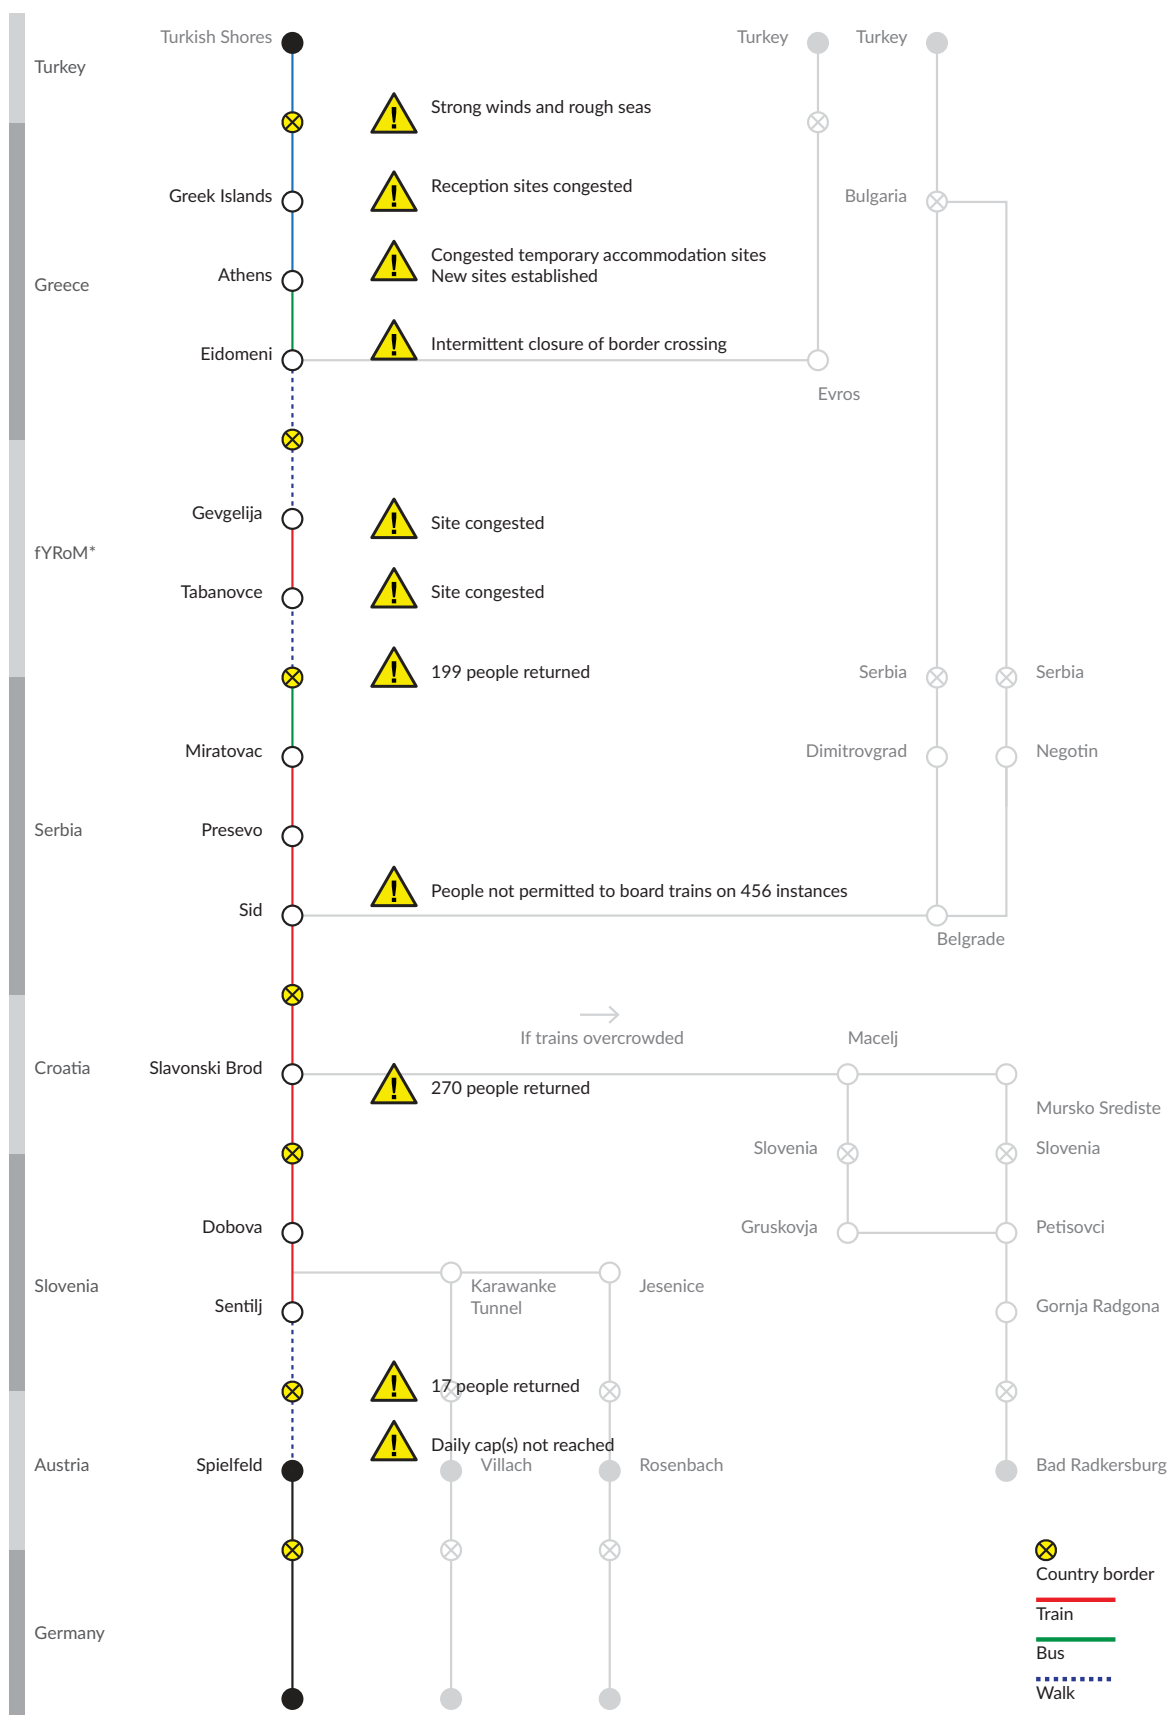 Turkish Shores
Turkey
Turkey
Turkey
Strong winds and rough seas
Greek Islands
Reception sites congested
Bulgaria
Athens
Congested temporary accommodation sites
New sites established
Greece
Eidomeni
Intermittent closure of border crossing
Evros
Gevgelija
Site congested
fYRoM*
Tabanovce
Site congested
199 people returned
Serbia
Serbia
Miratovac
Dimitrovgrad
Negotin
Serbia
Presevo
Sid
People not permitted to board trains on 456 instances
Belgrade
If trains overcrowded
Macelj
Croatia
Slavonski Brod
270 people returned
Mursko Srediste
Slovenia
Slovenia
Dobova
Gruskovja
Petisovci
Slovenia
Karawanke
Tunnel
Jesenice
Sentilj
Gornja Radgona
17 people returned
Daily cap(s) not reached
Austria
Spielfeld
Villach
Rosenbach
Bad Radkersburg
Country border
Train
Germany
Bus
Walk